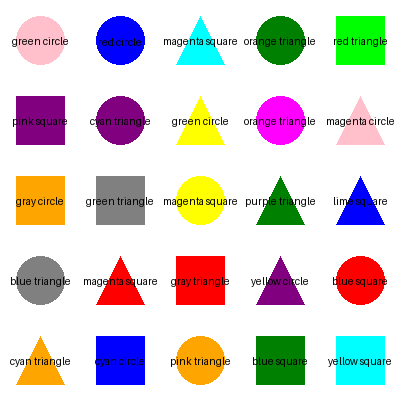 green circle red circle magenta square orange triangle red triangle
pink square cyan triangle green circle orange triangle magenta circle
gray circle green triangle magenta square purple triangle lime square
blue triangle magenta square gray triangle yellow circle blue square
cyan triangle cyan circle pink triangle blue square yellow square